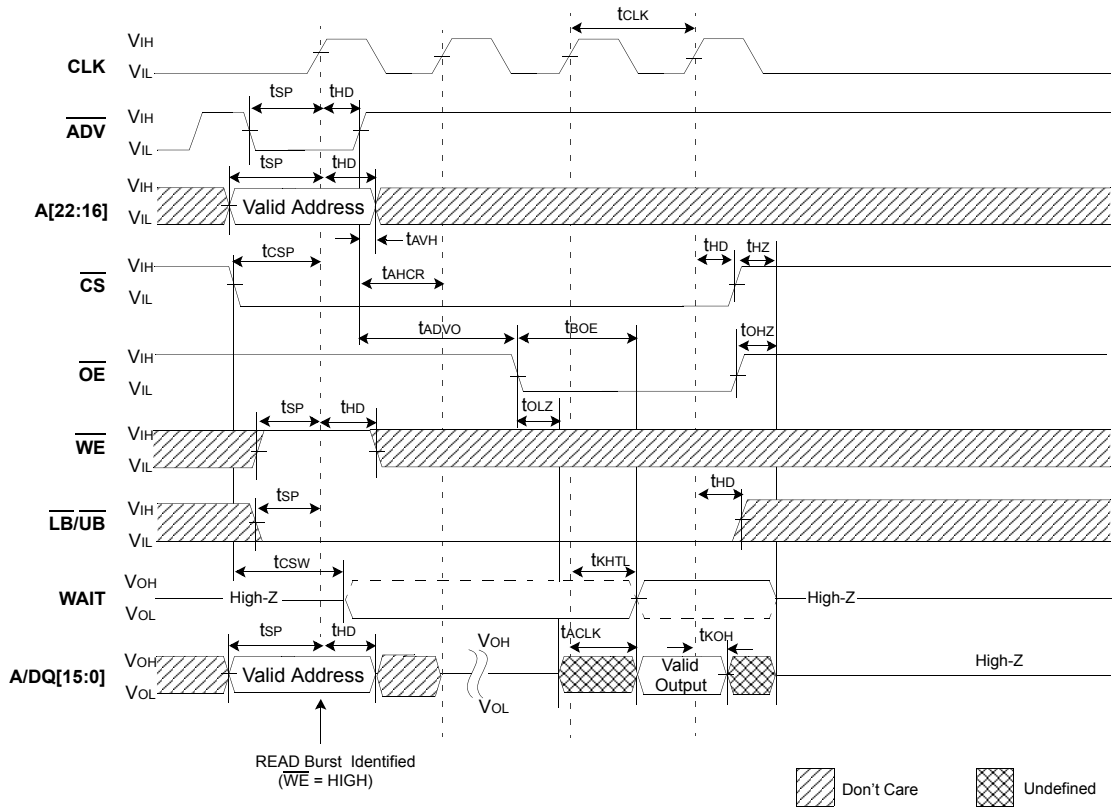 tCLK
VIH
CLK
VIL
tSP tHD
VIH
ADV
VIL
tSP tHD
VIH
A[22:16] Valid Address
VIL
tAVH
tCSP tHD tHZ
VIH
CS tAHCR
VIL
tADVO tBOE tOHZ
VIH
OE
VIL
tOLZ
tSP tHD
VIH
WE
VIL
tSP tHD
VIH
LB/UB
VIL
tCSW tKHTL
VOH
WAIT High-Z High-Z
VOL
tSP tHD tACLK tKOH
VOH VOH
A/DQ[15:0] Valid Address Valid Output High-Z
VOL VOL
READ Burst Identified
(WE = HIGH)
Don't Care Undefined